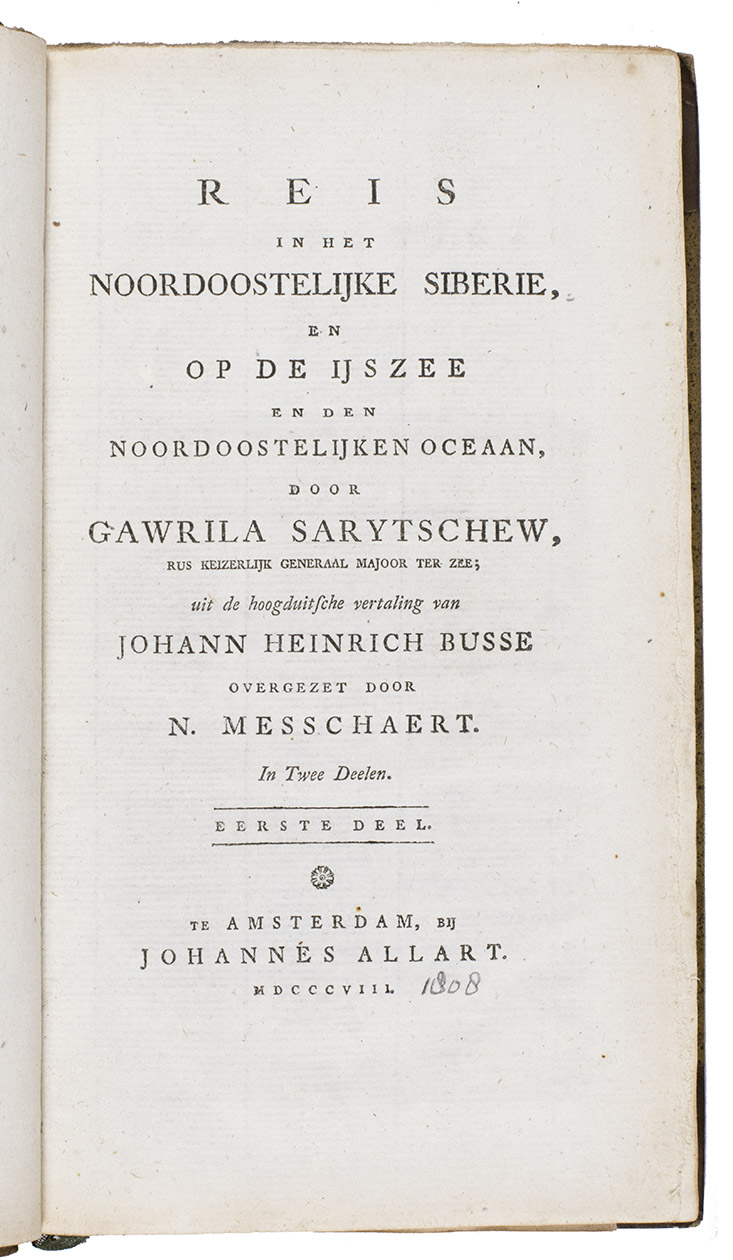 REIS
IN HET
NOORDOOSTELIJKE SIBERIE,
EN
OP DE IJSZEE
EN DEN
NOORDOOSTELIJKEN OCEAAN,
DOOR
GAWRILA SARYTSCHEW,
RUS KEIZERLIJK GENERAAL MAJOOR TER ZEE;
uit de hoogduitſche vertaling van
JOHANN HEINRICH BUSSE
OVERGEZET DOOR
N. MESSCHAERT.
In Twee Deelen.
EERSTE DEEL.
TE AMSTERDAM, BIJ
JOHANNÉS ALLART.
MDCCCVIII. 1808